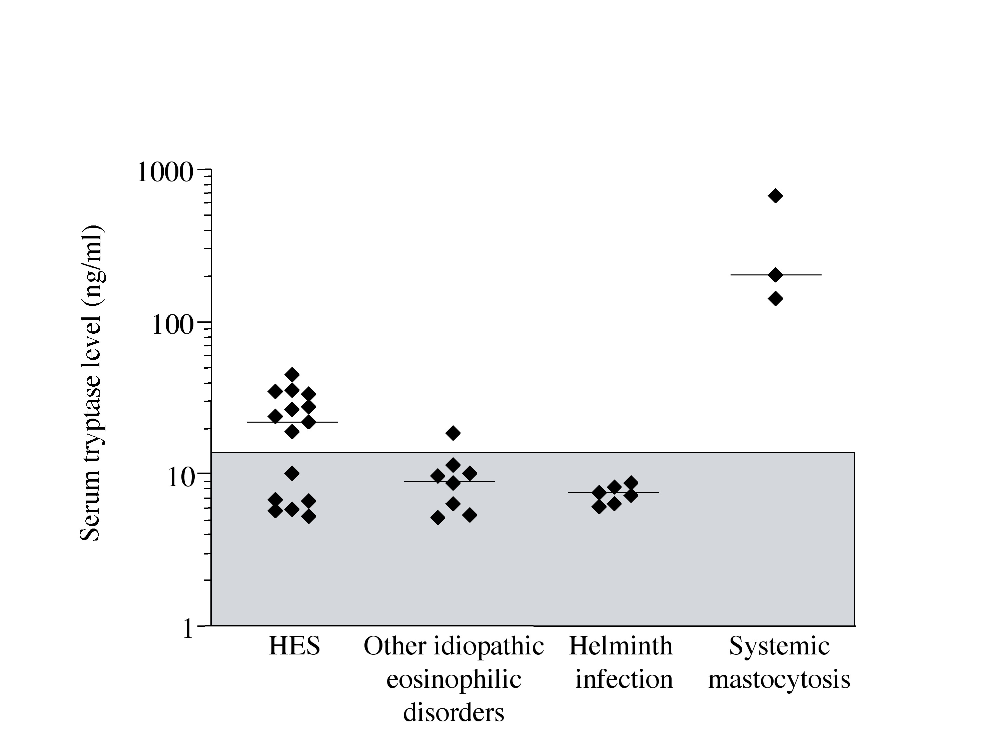 Serum tryptase level (ng/ml)
1000
100
10
1
HES
Other idiopathic
eosinophilic
disorders
Helminth
infection
Systemic
mastocytosis